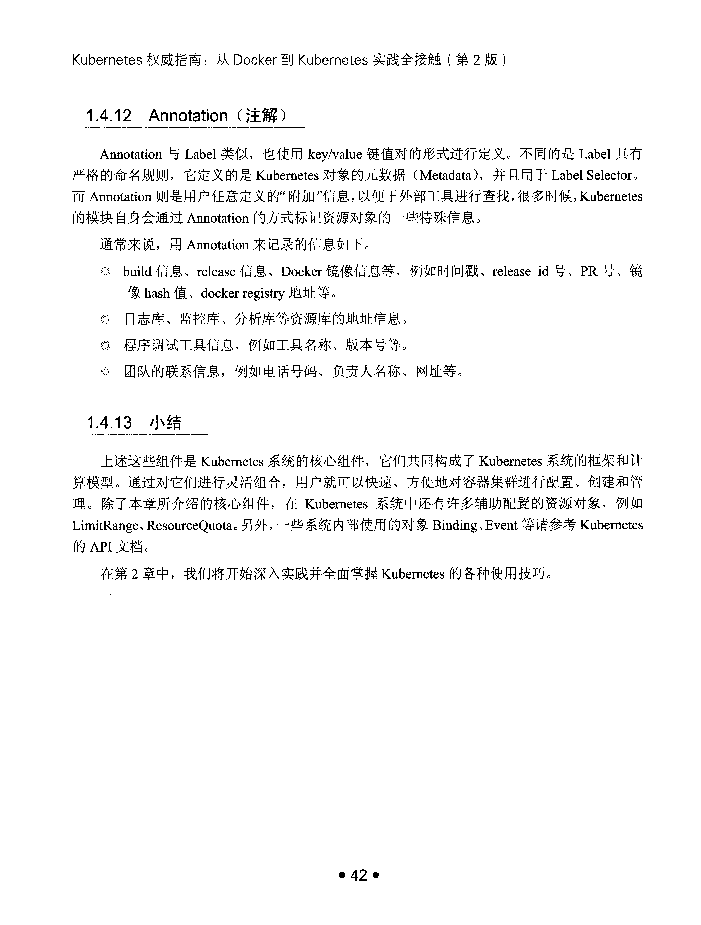 Kubernetes 权威指南：从 Docker 到 Kubernetes 实践全接触（第 2 版）
1.4.12 Annotation（注解）
Annotation 与 Label 类似，也使用 key/value 键值对的形式进行定义。不同的是 Label 具有
严格的命名规则，它定义的是 Kubernetes 对象的元数据（Metadata），并且用于 Label Selector。
而 Annotation 则是用户任意定义的“附加”信息，以便于外部工具进行查找，很多时候，Kubernetes
的模块自身会通过 Annotation 的方式标记资源对象的一些特殊信息。
通常来说，用 Annotation 来记录的信息如下。
◎ build 信息、release 信息、Docker 镜像信息等，例如时间戳、release id 号、PR 号、镜
像 hash 值、docker registry 地址等。
◎ 日志库、监控库、分析库等资源库的地址信息。
◎ 程序调试工具信息，例如工具名称、版本号等。
◎ 团队的联系信息，例如电话号码、负责人名称、网址等。
1.4.13 小结
上述这些组件是 Kubernetes 系统的核心组件，它们共同构成了 Kubernetes 系统的框架和计
算模型。通过对它们进行灵活组合，用户就可以快速、方便地对容器集群进行配置、创建和管
理。除了本章所介绍的核心组件，在 Kubernetes 系统中还有许多辅助配置的资源对象，例如
LimitRange、ResourceQuota。另外，一些系统内部使用的对象 Binding、Event 等请参考 Kubernetes
的 API 文档。
在第 2 章中，我们将开始深入实践并全面掌握 Kubernetes 的各种使用技巧。
• 42 •